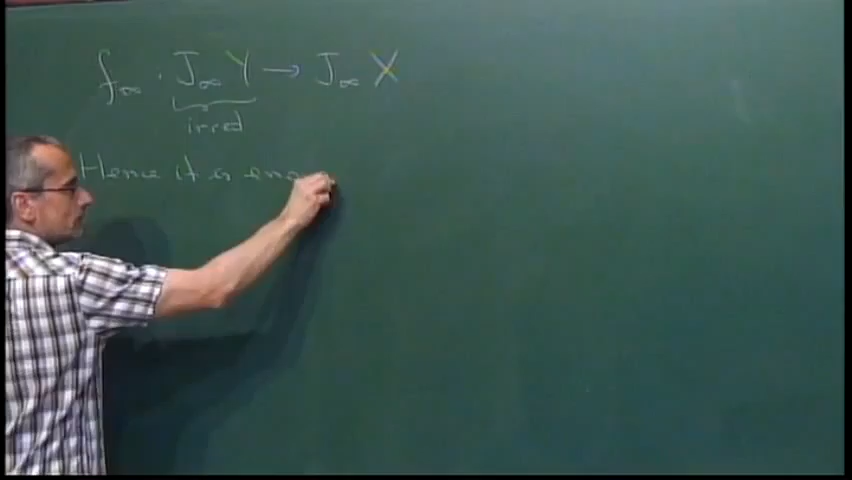 f∞ : J∞ Y → J∞ X
irred
Hence it is eno